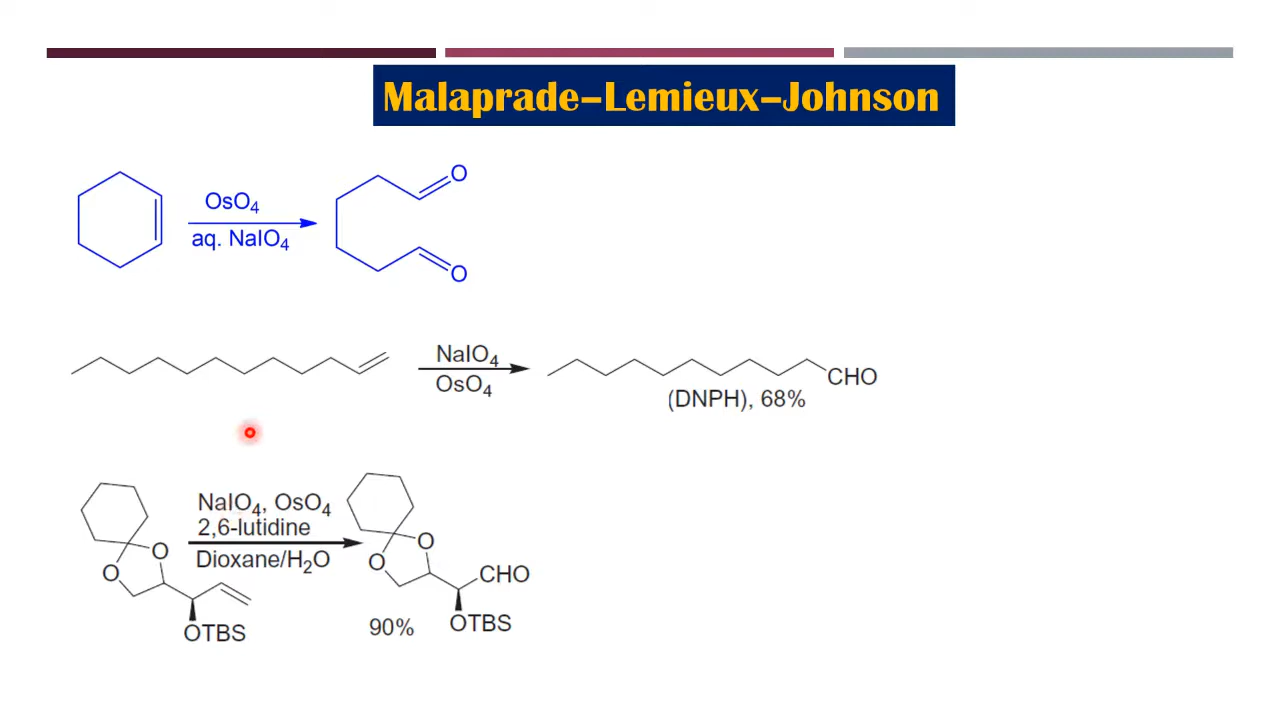 Malaprade–Lemieux–Johnson
OsO4
aq. NaIO4
O
O
NaIO4
OsO4
CHO
(DNPH), 68%
NaIO4, OsO4
2,6-lutidine
Dioxane/H2O
O
O
OTBS
O
O
CHO
OTBS
90%